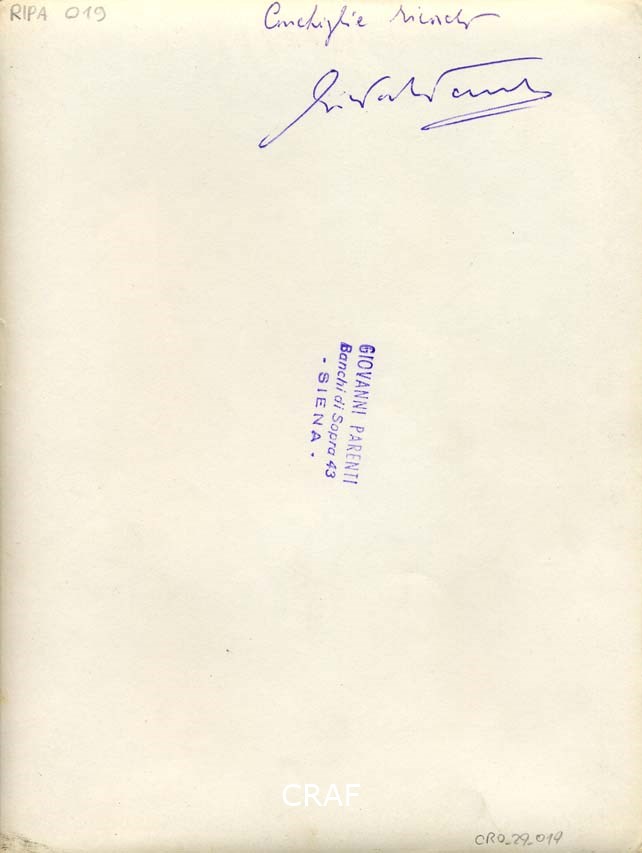 RIPA 019
Conchiglie
GIOVANNI PARENTI
Banchi di Sopra 43
- SIENA -
CRAF
CRO_29_019